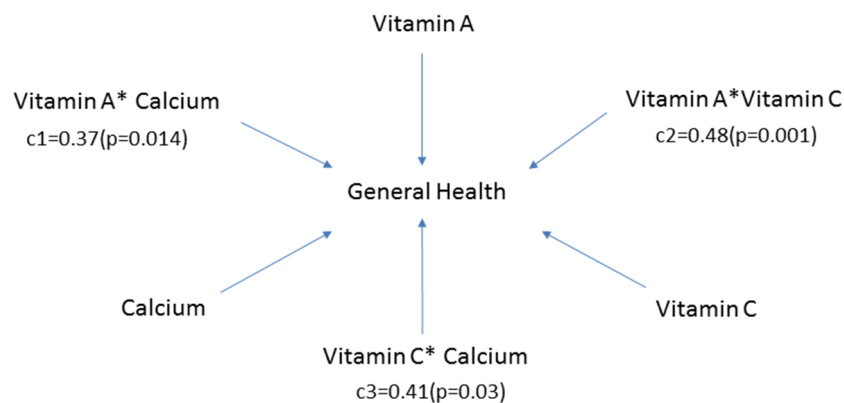 Vitamin A
Vitamin A* Calcium
c1=0.37(p=0.014)
Vitamin A*Vitamin C
c2=0.48(p=0.001)
General Health
Calcium
Vitamin C
Vitamin C* Calcium
c3=0.41(p=0.03)